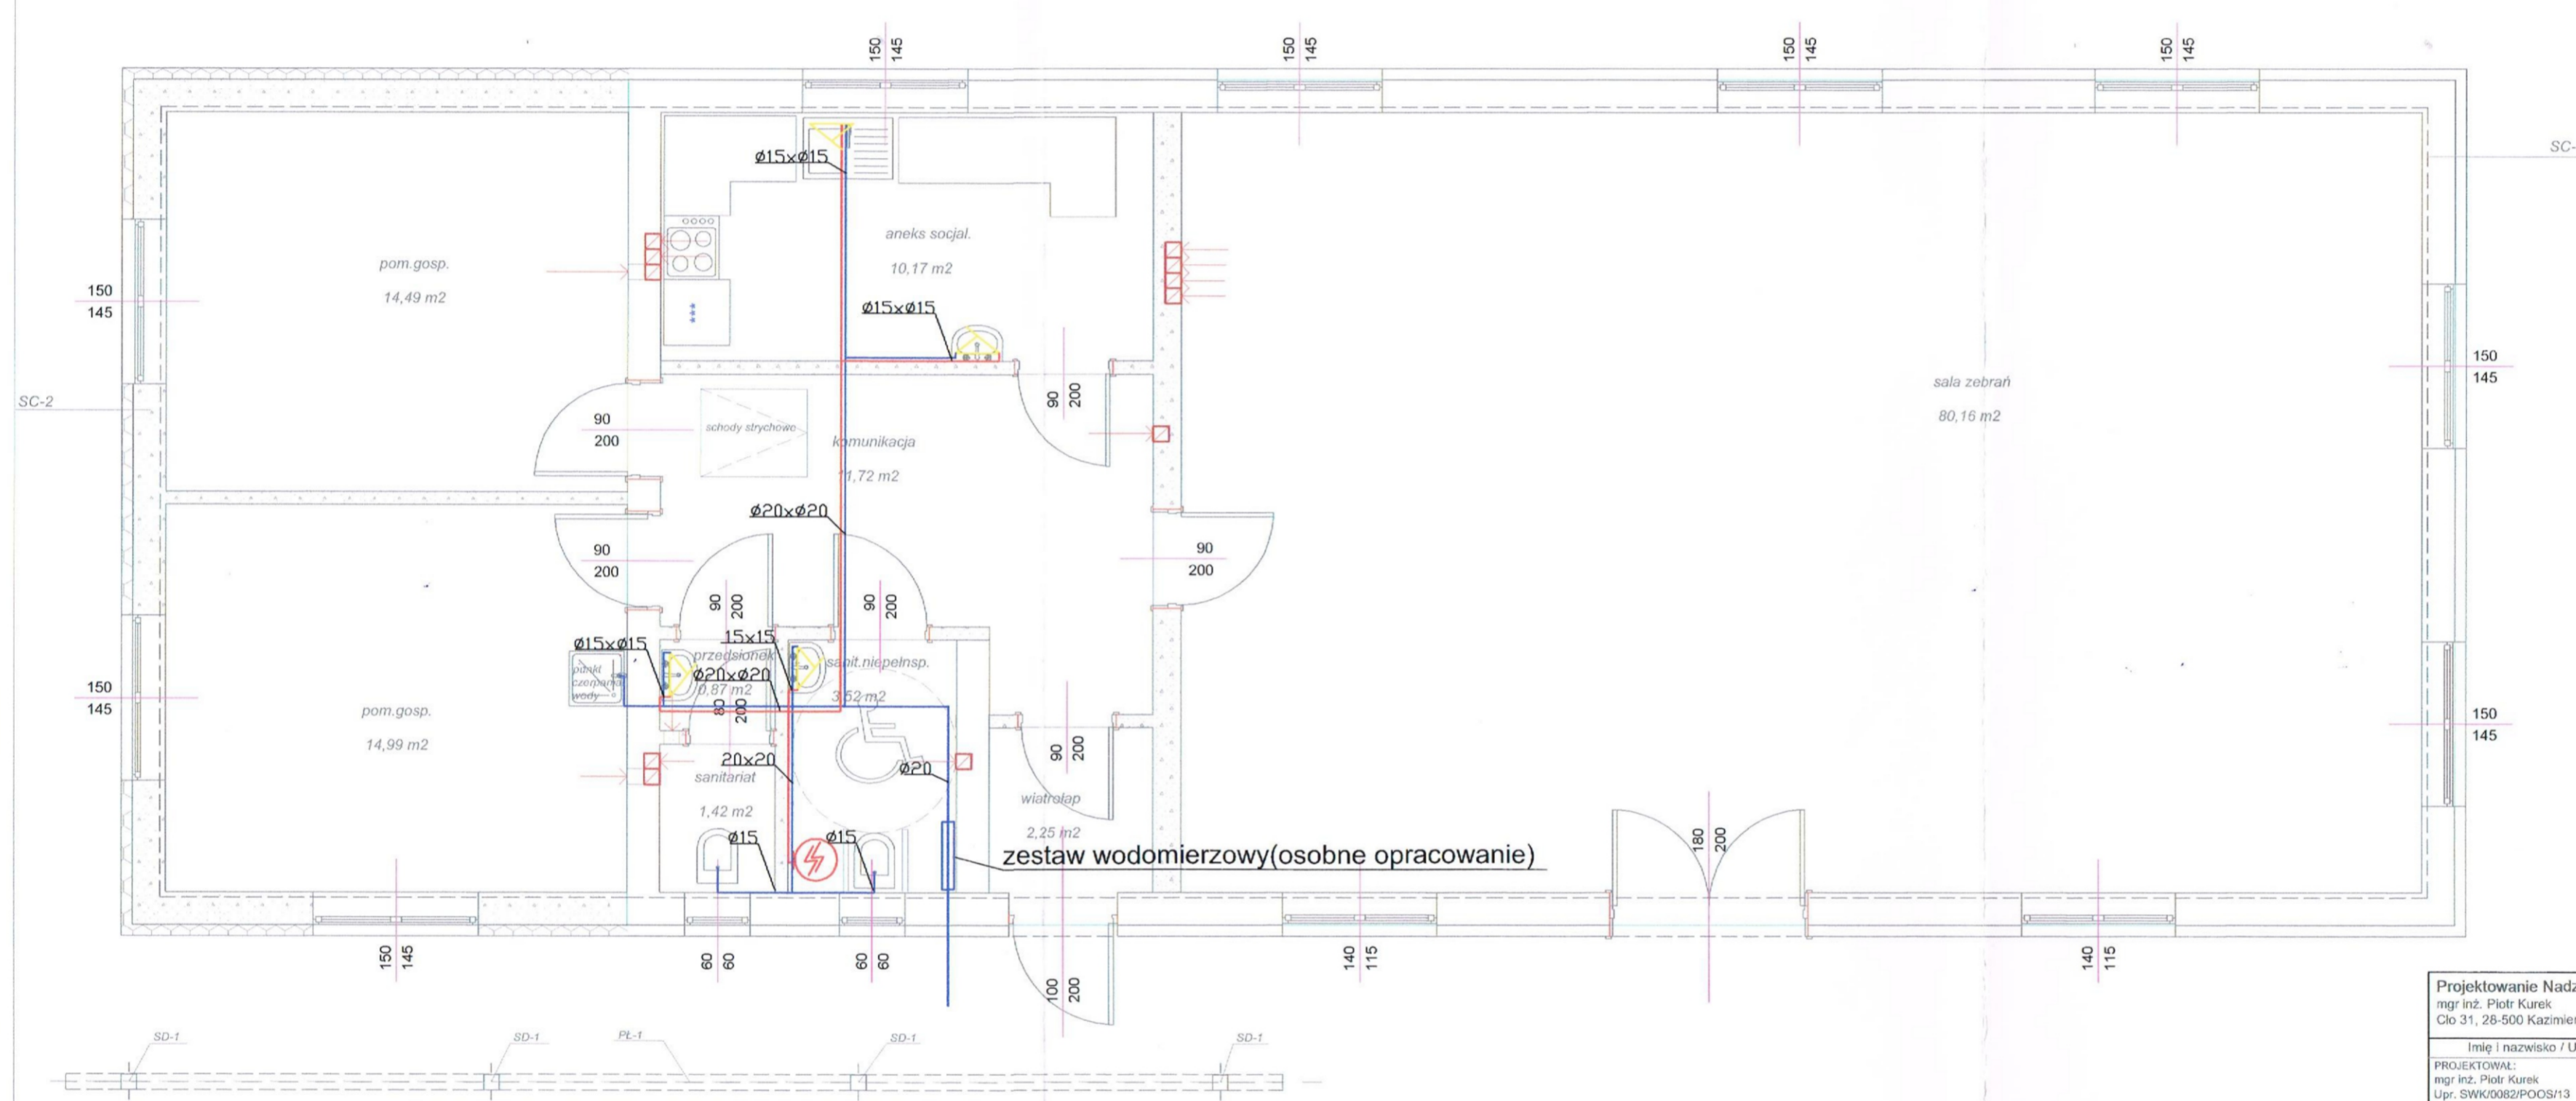 150
145
150
145
150
145
150
145
SC-
ø15xø15
aneks socjal.
10,17 m2
pom.gosp.
14,49 m2
150
145
ø15xø15
***
150
145
sala zebrań
80,16 m2
SC-2
90
200
schody strychowe
komunikacja
11,72 m2
90
200
ø20xø20
90
200
90
200
90
200
90
200
ø15xø15
15x15
przedsionek
sanit.niepełnsp.
punkt
czerpania
wody
ø20xø20
0,87 m2
3,52 m2
80
200
150
145
pom.gosp.
14,99 m2
90
200
150
145
20x20
ø20
sanitariat
1,42 m2
wiatrołap
2,25 m2
ø15
ø15
180
200
zestaw wodomierzowy(osobne opracowanie)
150
145
60
60
60
60
100
200
140
115
140
115
SD-1
SD-1
PŁ-1
SD-1
SD-1
Projektowanie Nadz
mgr inż. Piotr Kurek
Cło 31, 28-500 Kazimier
Imię i nazwisko / U
PROJEKTOWAŁ:
mgr inż. Piotr Kurek
Upr. SWK/0082/POOS/13